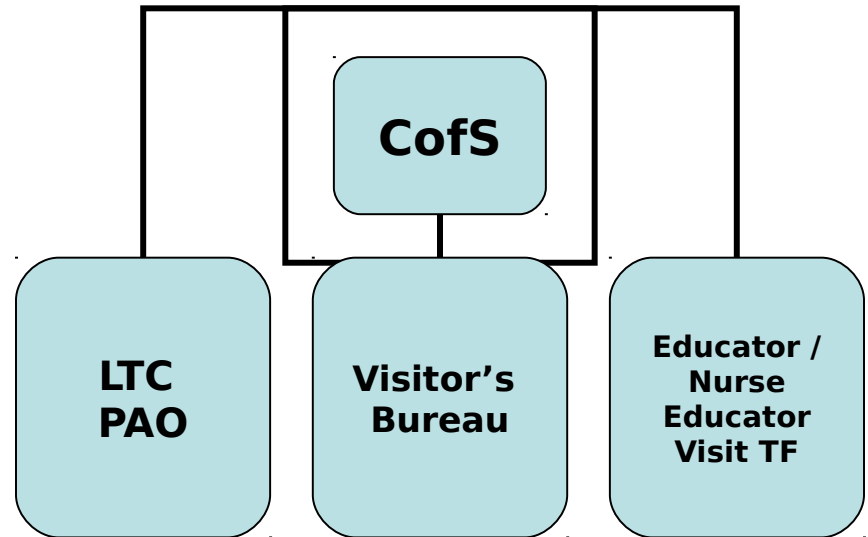 CofS
LTC
PAO
Visitor’s
Bureau
Educator /
Nurse
Educator
Visit TF